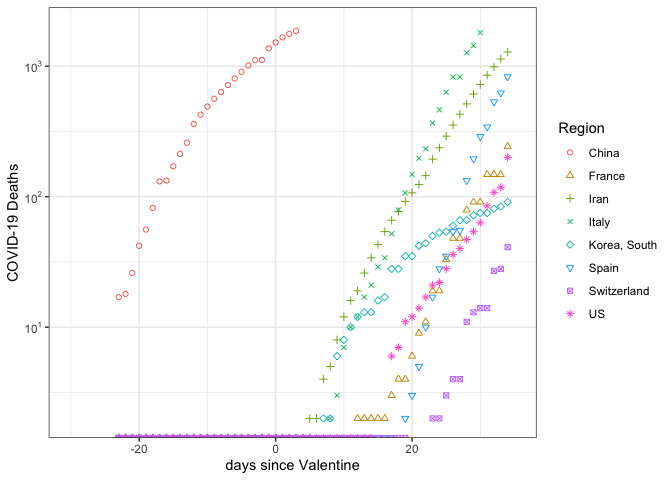 10³
10²
10¹
COVID-19 Deaths
-20 0 20
days since Valentine
Region
China
France
Iran
Italy
Korea, South
Spain
Switzerland
US